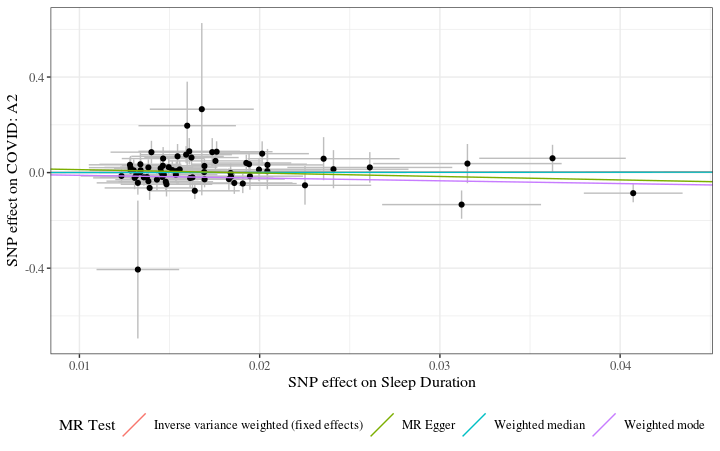 SNP effect on COVID: A2
0.4
0.0
-0.4
0.01 0.02 0.03 0.04
SNP effect on Sleep Duration
MR Test Inverse variance weighted (fixed effects) MR Egger Weighted median Weighted mode